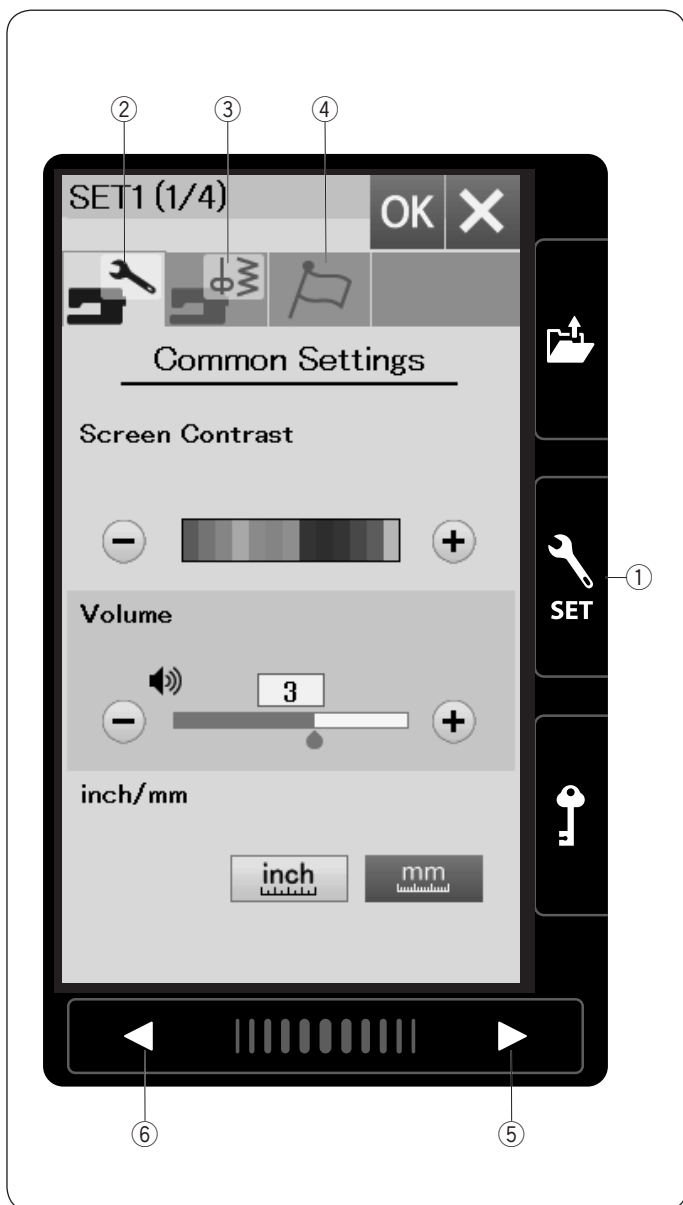 ② ③ ④
SET1 (1/4) OK
Common Settings
Screen Contrast
①
SET
Volume
3
inch/mm
inch mm
⑥ ⑤